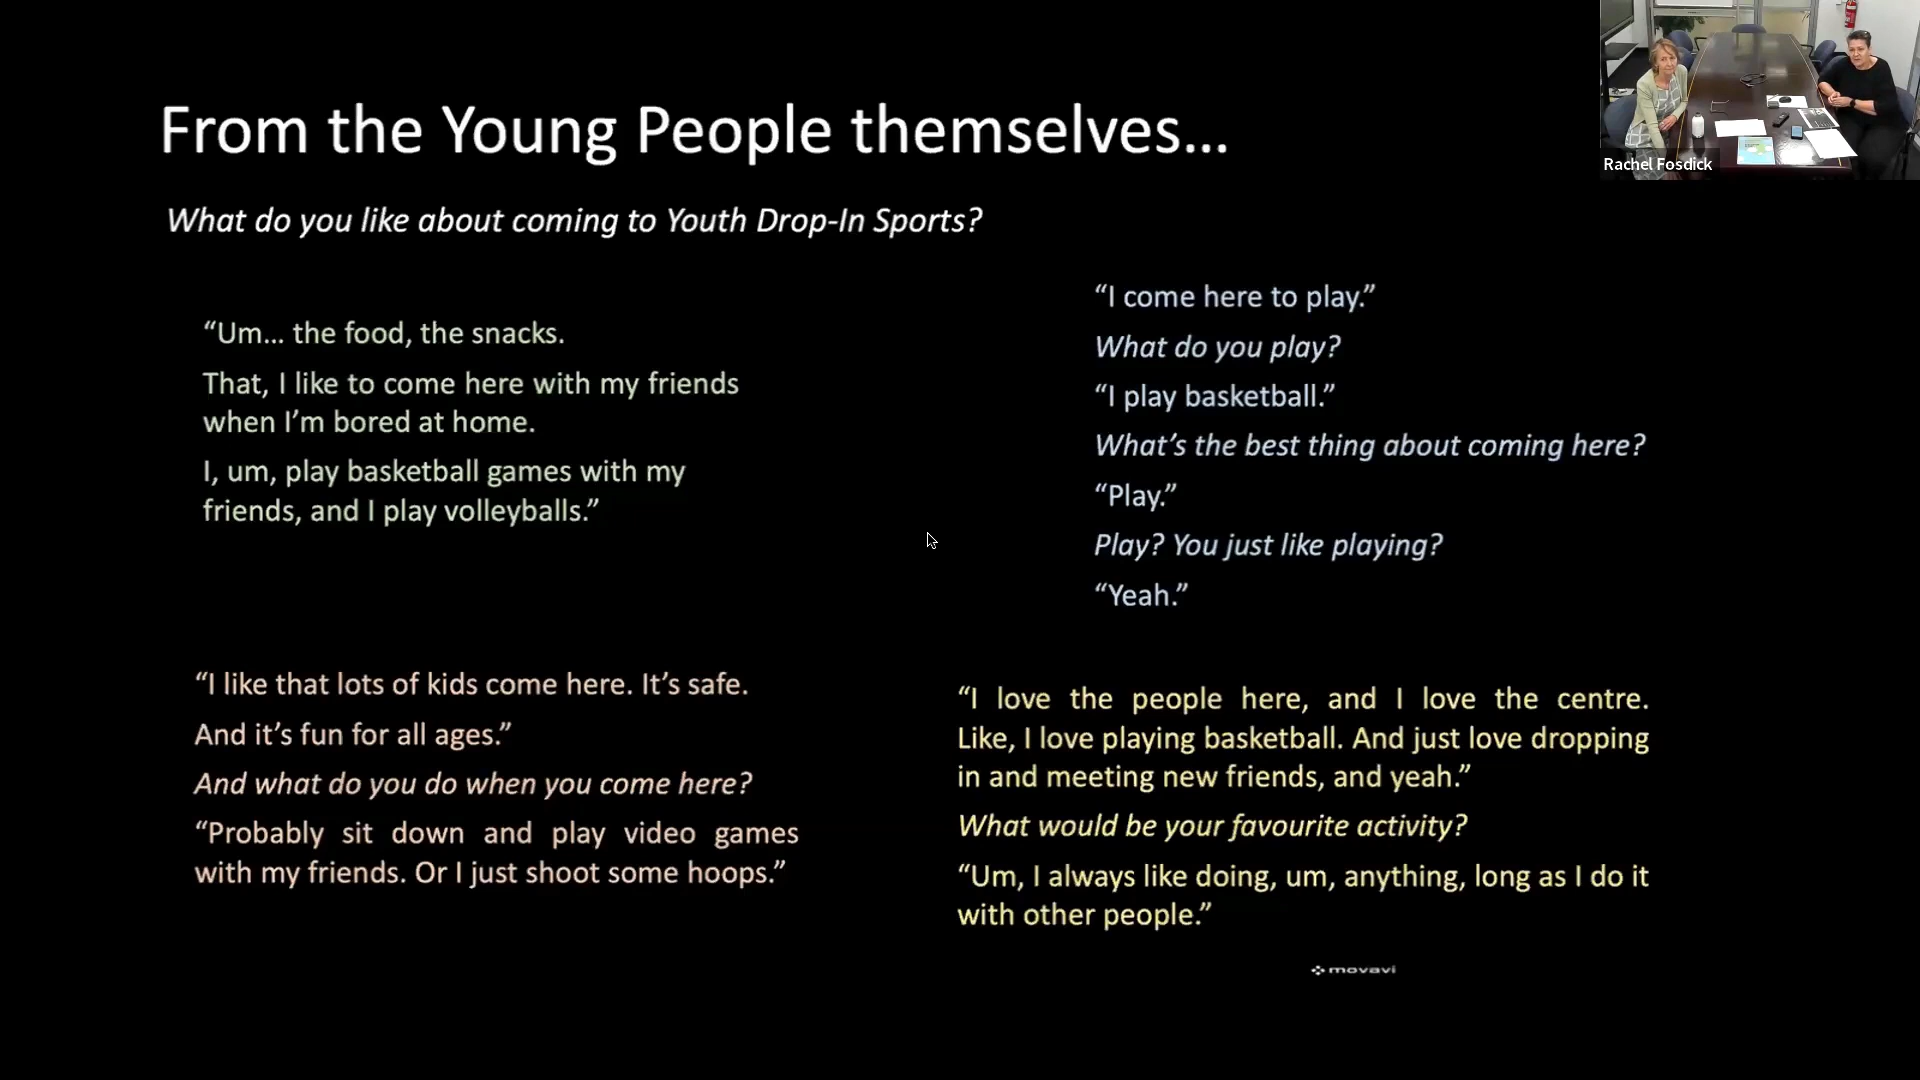 From the Young People themselves...
What do you like about coming to Youth Drop-In Sports?
“Um... the food, the snacks.
That, I like to come here with my friends
when I’m bored at home.
I, um, play basketball games with my
friends, and I play volleyballs.”
“I come here to play.”
What do you play?
“I play basketball.”
What’s the best thing about coming here?
“Play.”
Play? You just like playing?
“Yeah.”
“I like that lots of kids come here. It’s safe.
And it’s fun for all ages.”
And what do you do when you come here?
“Probably sit down and play video games
with my friends. Or I just shoot some hoops.”
“I love the people here, and I love the centre.
Like, I love playing basketball. And just love dropping
in and meeting new friends, and yeah.”
What would be your favourite activity?
“Um, I always like doing, um, anything, long as I do it
with other people.”
movavi
Rachel Fosdick